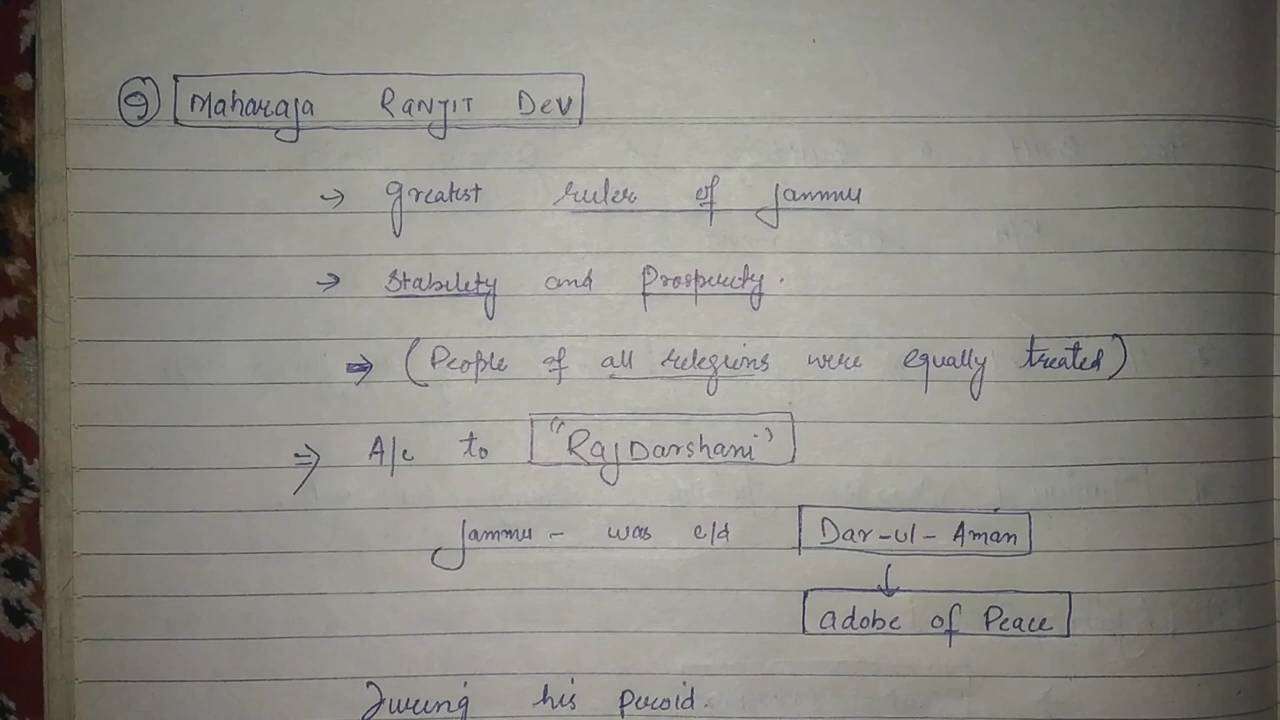 ⑨ Maharaja RANJIT DEV
→ Greatest ruler of Jammu
→ Stability and Prosperity.
⇒ (People of all religions were equally treated)
⇒ A/c to "RajDarshani"
Jammu - was c/d Dar-ul-Aman
↓
adobe of Peace
During his peroid.